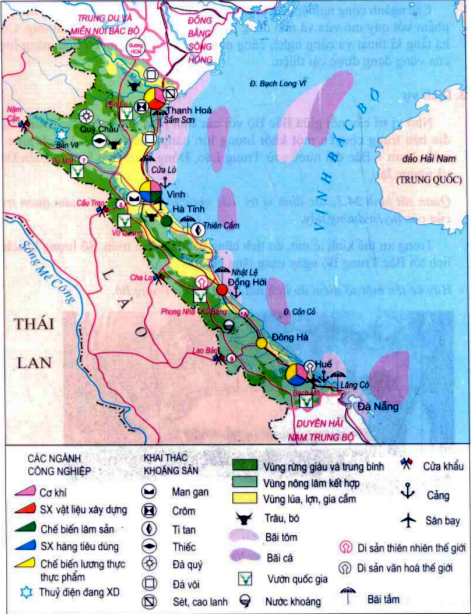 TRUNG DU VÀ
MIỀN NÚI BẮC BỘ
ĐỒNG
BẰNG
SÔNG
HỒNG
Đ. Bạch Long Vĩ
Thanh Hoá
Sầm Sơn
Năm
Cắn
Quỳ Châu
Bản Vẽ
Cửa Lò
VỊNH BẮC BỘ
đảo Hải Nam
(TRUNG QUỐC)
Vinh
Cầu Treo
Hà Tĩnh
Thiên Cầm
Vũ Quang
Sông Mê Công
LÀO
Cha Lo
Nhật Lệ
Đồng Hới
Phong Nha - Kẻ Bàng
Đ. Cồn Cỏ
THÁI
LAN
Đông Hà
Lao Bảo
Huế
Lăng Cô
Bạch Mã
Đà Nẵng
DUYÊN HẢI
NAM TRUNG BỘ
CÁC NGÀNH
CÔNG NGHIỆP
Cơ khí
SX vật liệu xây dựng
Chế biến lâm sản
SX hàng tiêu dùng
Chế biến lương thực
thực phẩm
Thuỷ điện đang XD
KHAI THÁC
KHOÁNG SẢN
Man gan
Crôm
Ti tan
Thiếc
Đá quý
Đá vôi
Sét, cao lanh
Vùng rừng giàu và trung bình
Vùng nông lâm kết hợp
Vùng lúa, lợn, gia cầm
Trâu, bò
Bãi tôm
Bãi cá
Vườn quốc gia
Nước khoáng
Cửa khẩu
Cảng
Sân bay
Di sản thiên nhiên thế giới
Di sản văn hoá thế giới
Bãi tắm